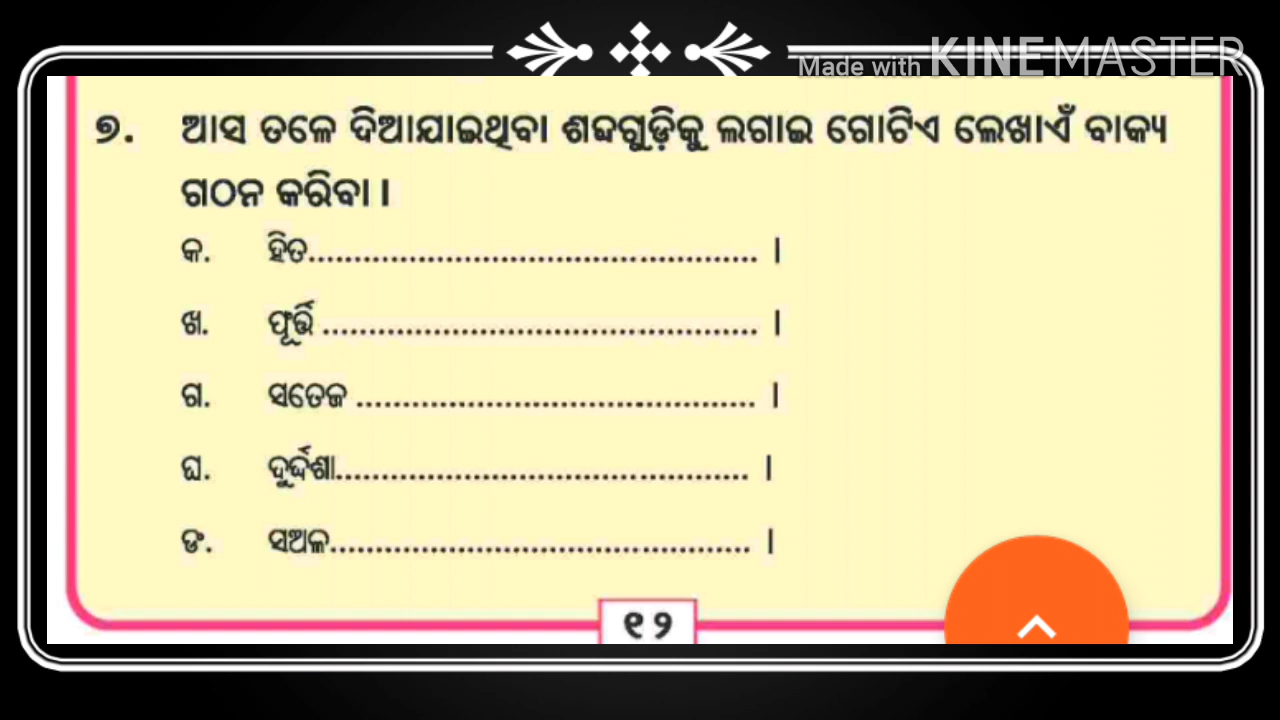 Made with KINEMASTER
୭. ଆସ ତଳେ ଦିଆଯାଇଥିବା ଶବ୍ଦଗୁଡ଼ିକୁ ଲଗାଇ ଗୋଟିଏ ଲେଖାଏଁ ବାକ୍ୟ
ଗଠନ କରିବା।
କ. ହିତ................................................ ।
ଖ. ଫୂର୍ତ୍ତି ............................................... ।
ଗ. ସତେଜ ........................................... ।
ଘ. ଦୁର୍ଦ୍ଦଶା............................................ ।
ଙ. ସଅଳ............................................. ।
୧୨